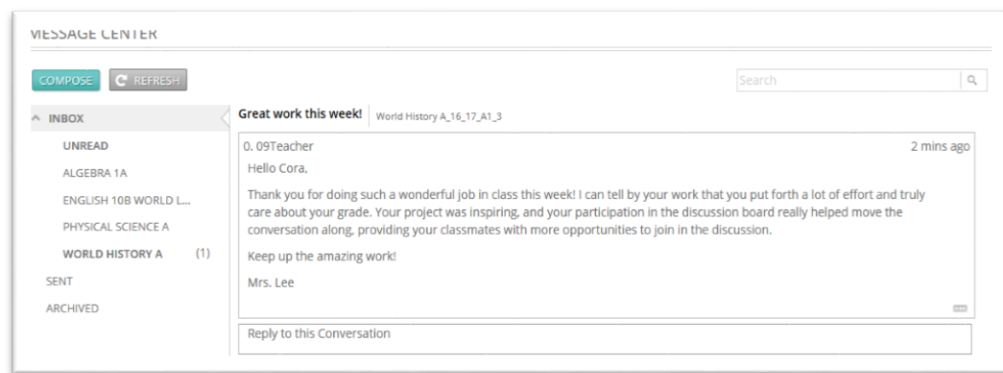 MESSAGE CENTER
COMPOSE
REFRESH
Search
INBOX
UNREAD
ALGEBRA 1A
ENGLISH 10B WORLD L...
PHYSICAL SCIENCE A
WORLD HISTORY A (1)
SENT
ARCHIVED
Great work this week! World History A_16_17_A1_3
0. 09Teacher 2 mins ago
Hello Cora,
Thank you for doing such a wonderful job in class this week! I can tell by your work that you put forth a lot of effort and truly
care about your grade. Your project was inspiring, and your participation in the discussion board really helped move the
conversation along, providing your classmates with more opportunities to join in the discussion.
Keep up the amazing work!
Mrs. Lee
Reply to this Conversation